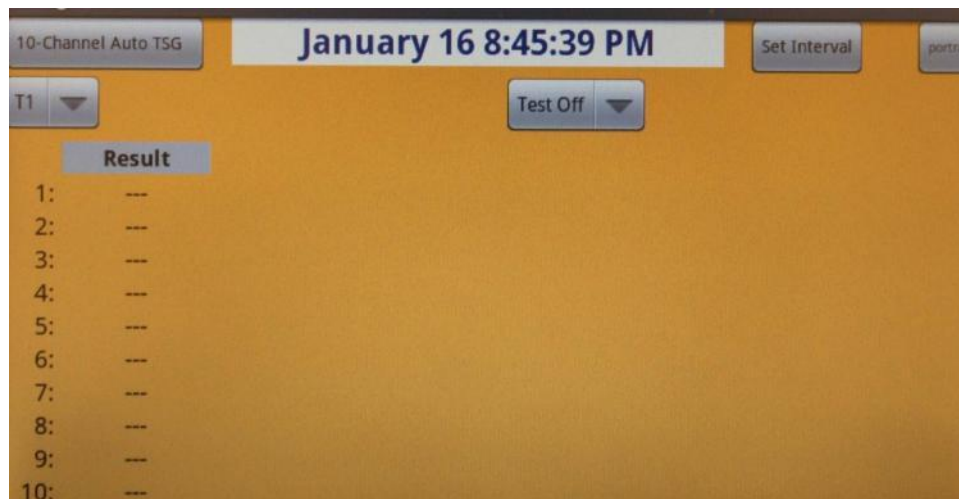 10-Channel Auto TSG
January 16 8:45:39 PM
Set Interval
T1
Test Off
Result
1: ---
2: ---
3: ---
4: ---
5: ---
6: ---
7: ---
8: ---
9: ---
10: ---